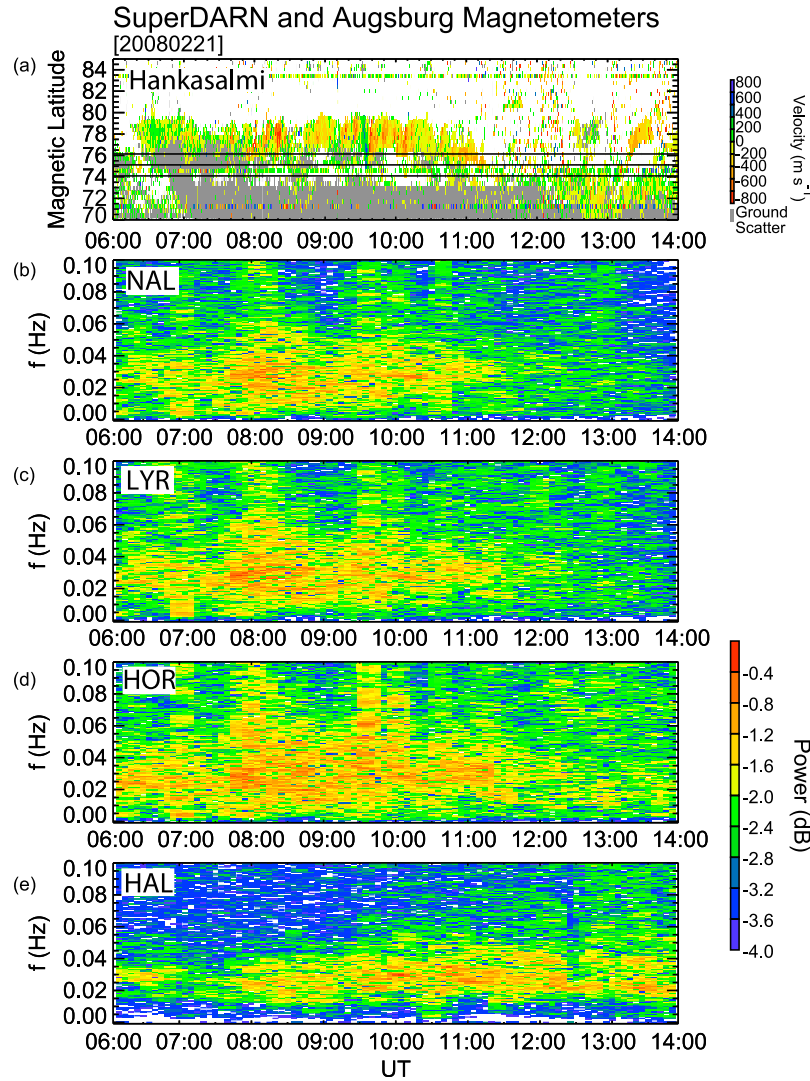 SuperDARN and Augsburg Magnetometers
[20080221]
(a)
Hankasalmi
Magnetic Latitude
84
82
80
78
76
74
72
70
06:00 07:00 08:00 09:00 10:00 11:00 12:00 13:00 14:00
800
600
400
200
0
-200
-400
-600
-800
Ground
Scatter
Velocity (m s⁻¹)
(b)
NAL
f (Hz)
0.10
0.08
0.06
0.04
0.02
0.00
06:00 07:00 08:00 09:00 10:00 11:00 12:00 13:00 14:00
(c)
LYR
f (Hz)
0.10
0.08
0.06
0.04
0.02
0.00
06:00 07:00 08:00 09:00 10:00 11:00 12:00 13:00 14:00
(d)
HOR
f (Hz)
0.10
0.08
0.06
0.04
0.02
0.00
06:00 07:00 08:00 09:00 10:00 11:00 12:00 13:00 14:00
-0.4
-0.8
-1.2
-1.6
-2.0
-2.4
-2.8
-3.2
-3.6
-4.0
Power (dB)
(e)
HAL
f (Hz)
0.10
0.08
0.06
0.04
0.02
0.00
06:00 07:00 08:00 09:00 10:00 11:00 12:00 13:00 14:00
UT